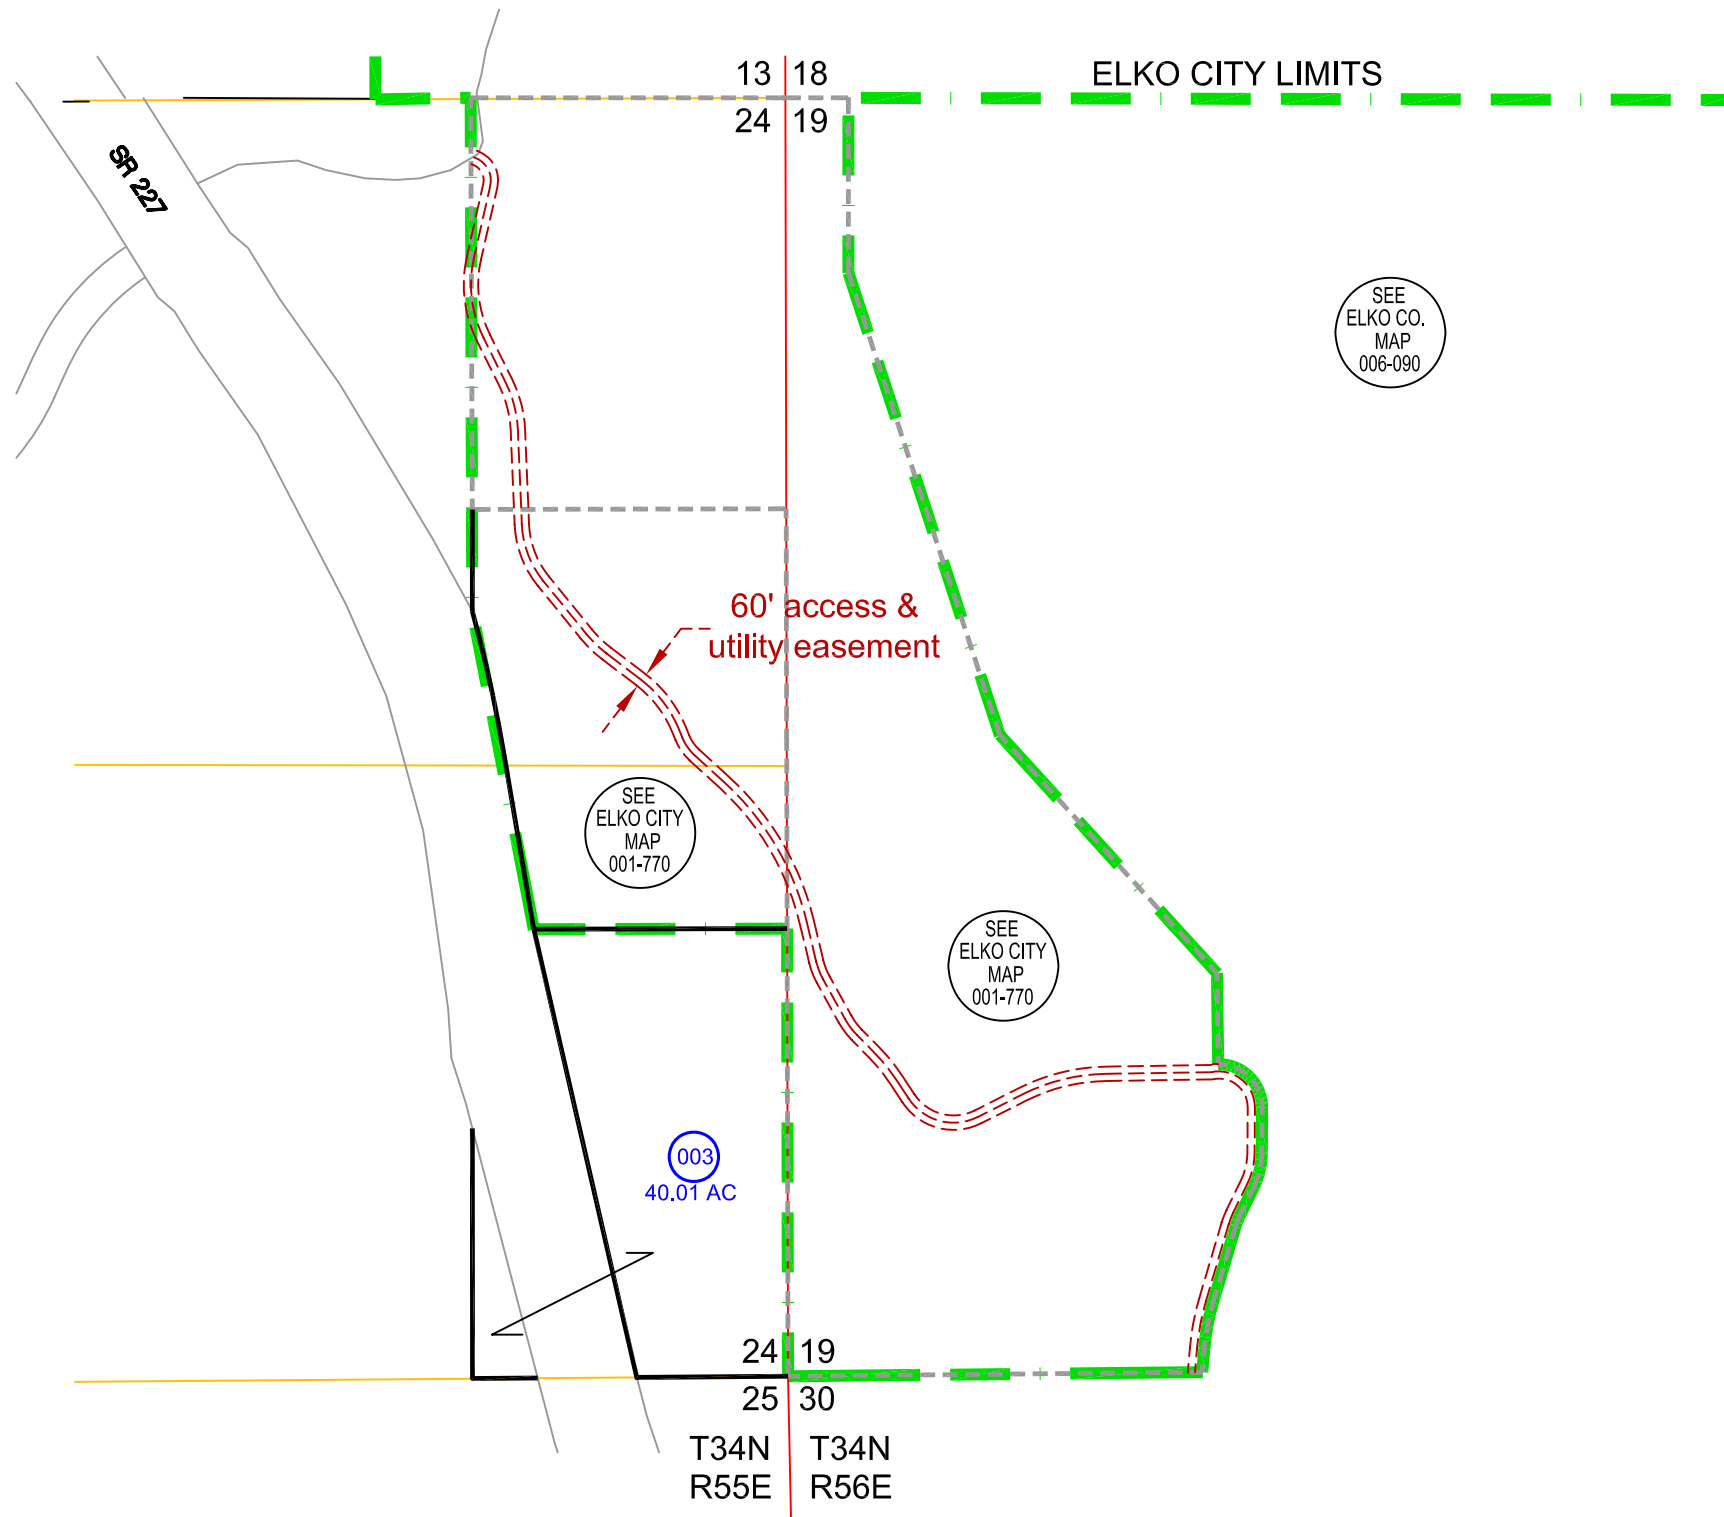 13 18
ELKO CITY LIMITS
24 19
SR 227
SEE
ELKO CO.
MAP
006-090
60' access &
utility easement
SEE
ELKO CITY
MAP
001-770
SEE
ELKO CITY
MAP
001-770
003
40.01 AC
24 19
25 30
T34N T34N
R55E R56E